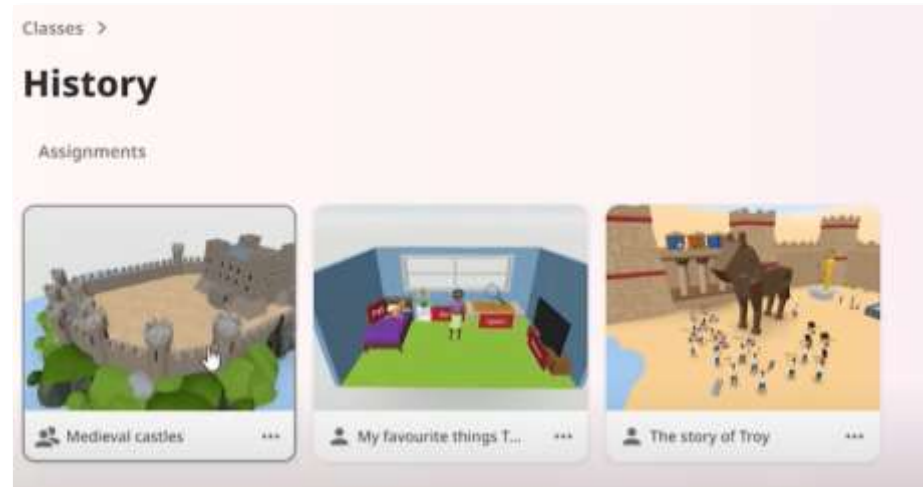 Classes >
History
Assignments
Medieval castles ...
My favourite things T... ...
The story of Troy ...